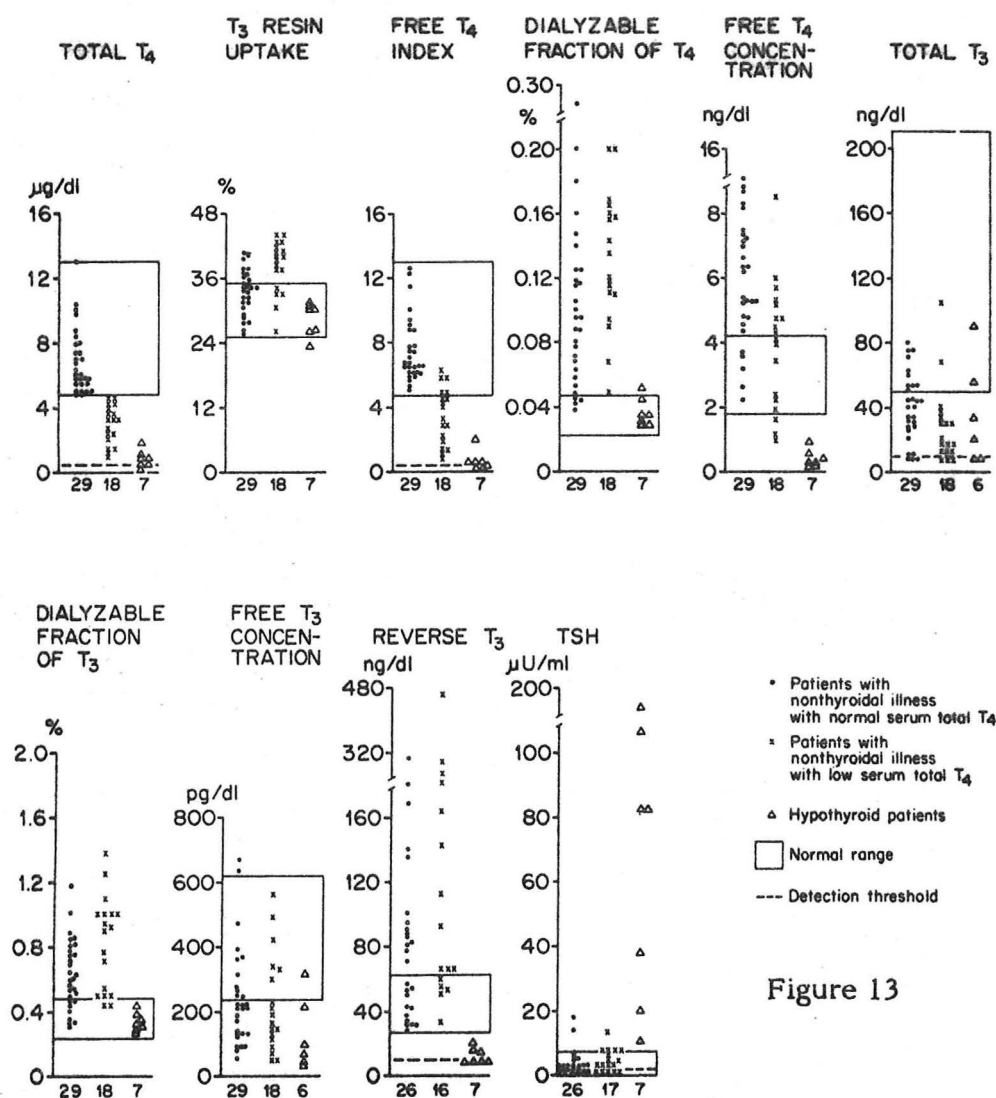 TOTAL T4
μg/dl
16
12
8
4
0
29 18 7
T3 RESIN
UPTAKE
%
48
36
24
12
0
29 18 7
FREE T4
INDEX
16
12
8
4
0
29 18 7
DIALYZABLE
FRACTION OF T4
0.30
%
0.20
0.16
0.12
0.08
0.04
0
29 18 7
FREE T4
CONCEN-
TRATION
ng/dl
16
8
6
4
2
0
29 18 7
TOTAL T3
ng/dl
200
160
120
80
40
0
29 18 6
DIALYZABLE
FRACTION
OF T3
%
2.0
1.6
1.2
0.8
0.4
0
29 18 7
FREE T3
CONCEN-
TRATION
pg/dl
800
600
400
200
0
29 18 6
REVERSE T3
ng/dl
480
320
120
80
40
0
26 16 7
TSH
μU/ml
200
100
80
60
40
20
0
26 17 7
Patients with
nonthyroidal illness
with normal serum total T4
Patients with
nonthyroidal illness
with low serum total T4
Hypothyroid patients
Normal range
Detection threshold
Figure 13